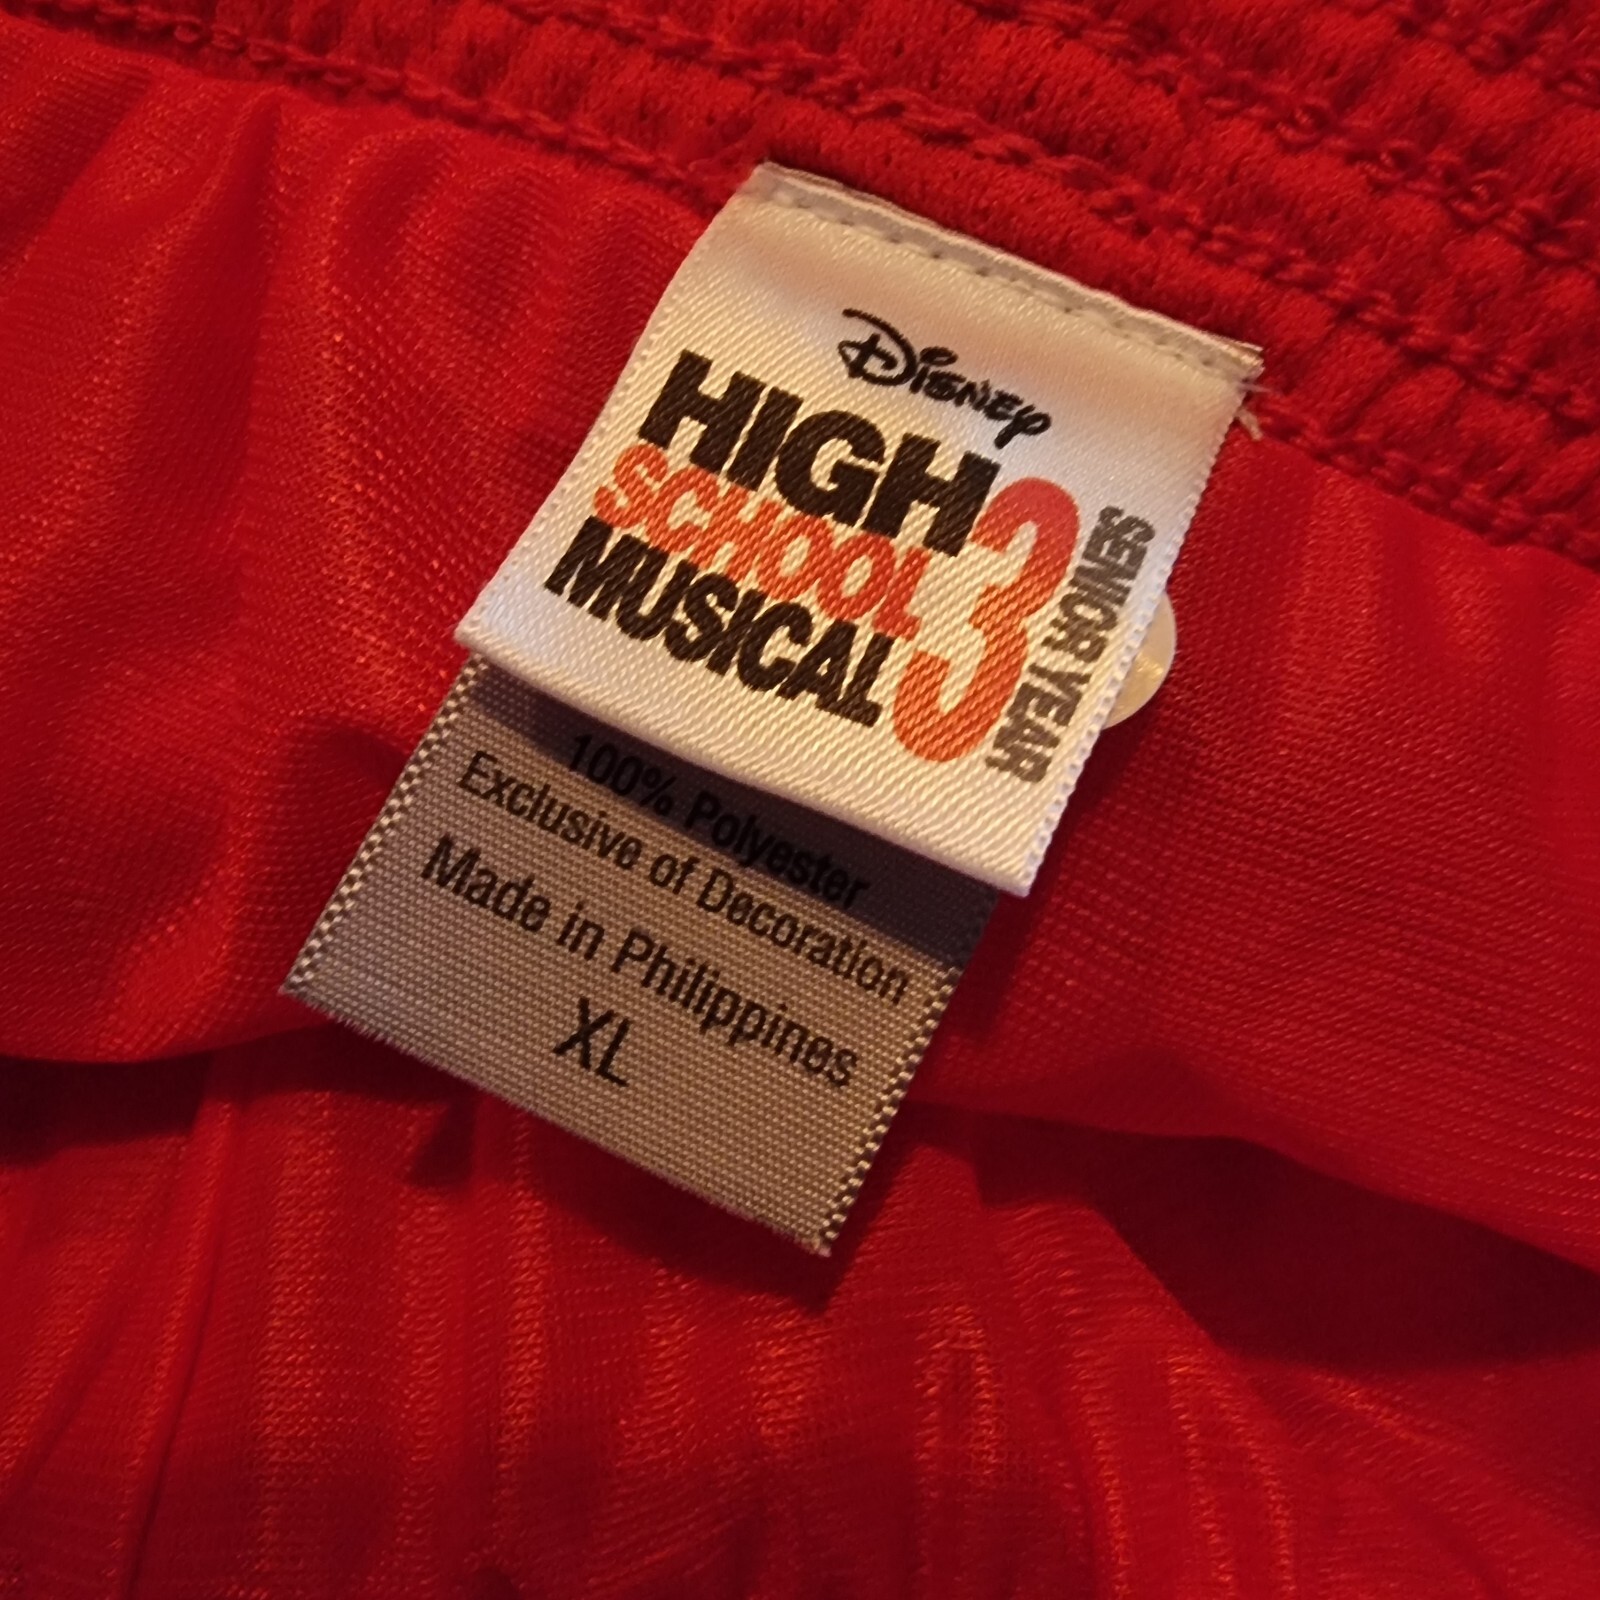 Disney
HIGH
SCHOOL
MUSICAL
3
SENIOR YEAR
100% Polyester
Exclusive of Decoration
Made in Philippines
XL